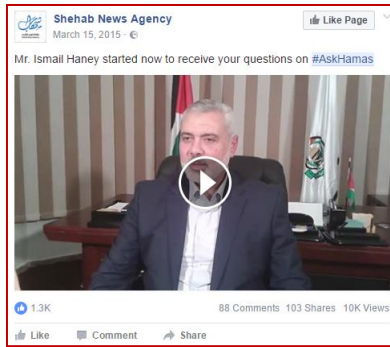 Shehab News Agency
Like Page
March 15, 2015
Mr. Ismail Haney started now to receive your questions on #AskHamas
1.3K
88 Comments 103 Shares 10K Views
Like Comment Share